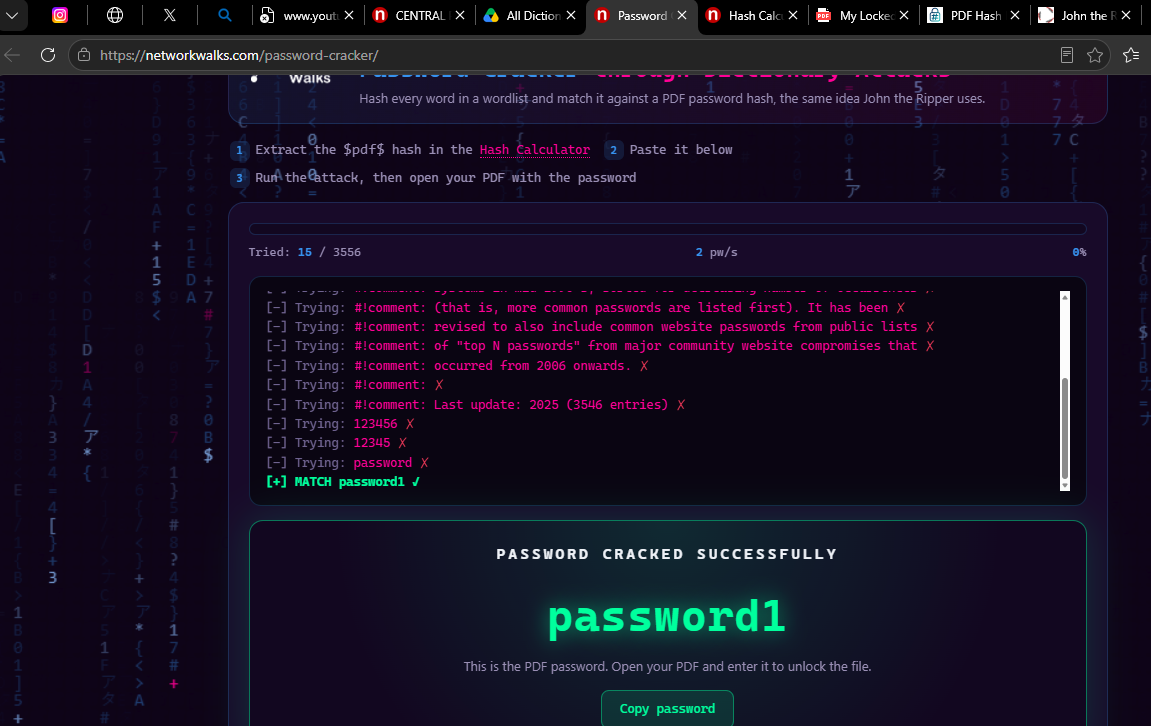 www.yout
CENTRAL
All Diction
Password
Hash Calc
My Locke
PDF Hash
John the R
https://networkwalks.com/password-cracker/
Walks
Password Cracker through Dictionary Attacks
Hash every word in a wordlist and match it against a PDF password hash, the same idea John the Ripper uses.
1 Extract the $pdf$ hash in the Hash Calculator 2 Paste it below
3 Run the attack, then open your PDF with the password
Tried: 15 / 3556
2 pw/s
0%
[-] Trying: #!comment: (that is, more common passwords are listed first). It has been ✗
[-] Trying: #!comment: revised to also include common website passwords from public lists ✗
[-] Trying: #!comment: of "top N passwords" from major community website compromises that ✗
[-] Trying: #!comment: occurred from 2006 onwards. ✗
[-] Trying: #!comment: ✗
[-] Trying: #!comment: Last update: 2025 (3546 entries) ✗
[-] Trying: 123456 ✗
[-] Trying: 12345 ✗
[-] Trying: password ✗
[+] MATCH password1 ✓
PASSWORD CRACKED SUCCESSFULLY
password1
This is the PDF password. Open your PDF and enter it to unlock the file.
Copy password